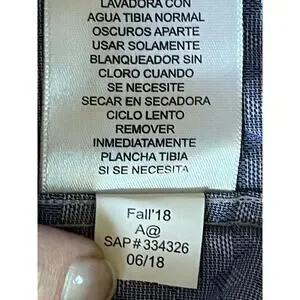 LAVADORA CON
AGUA TIBIA NORMAL
OSCUROS APARTE
USAR SOLAMENTE
BLANQUEADOR SIN
CLORO CUANDO
SE NECESITE
SECAR EN SECADORA
CICLO LENTO
REMOVER
INMEDIATAMENTE
PLANCHA TIBIA
SI SE NECESITA
Fall'18
A@
SAP#334326
06/18